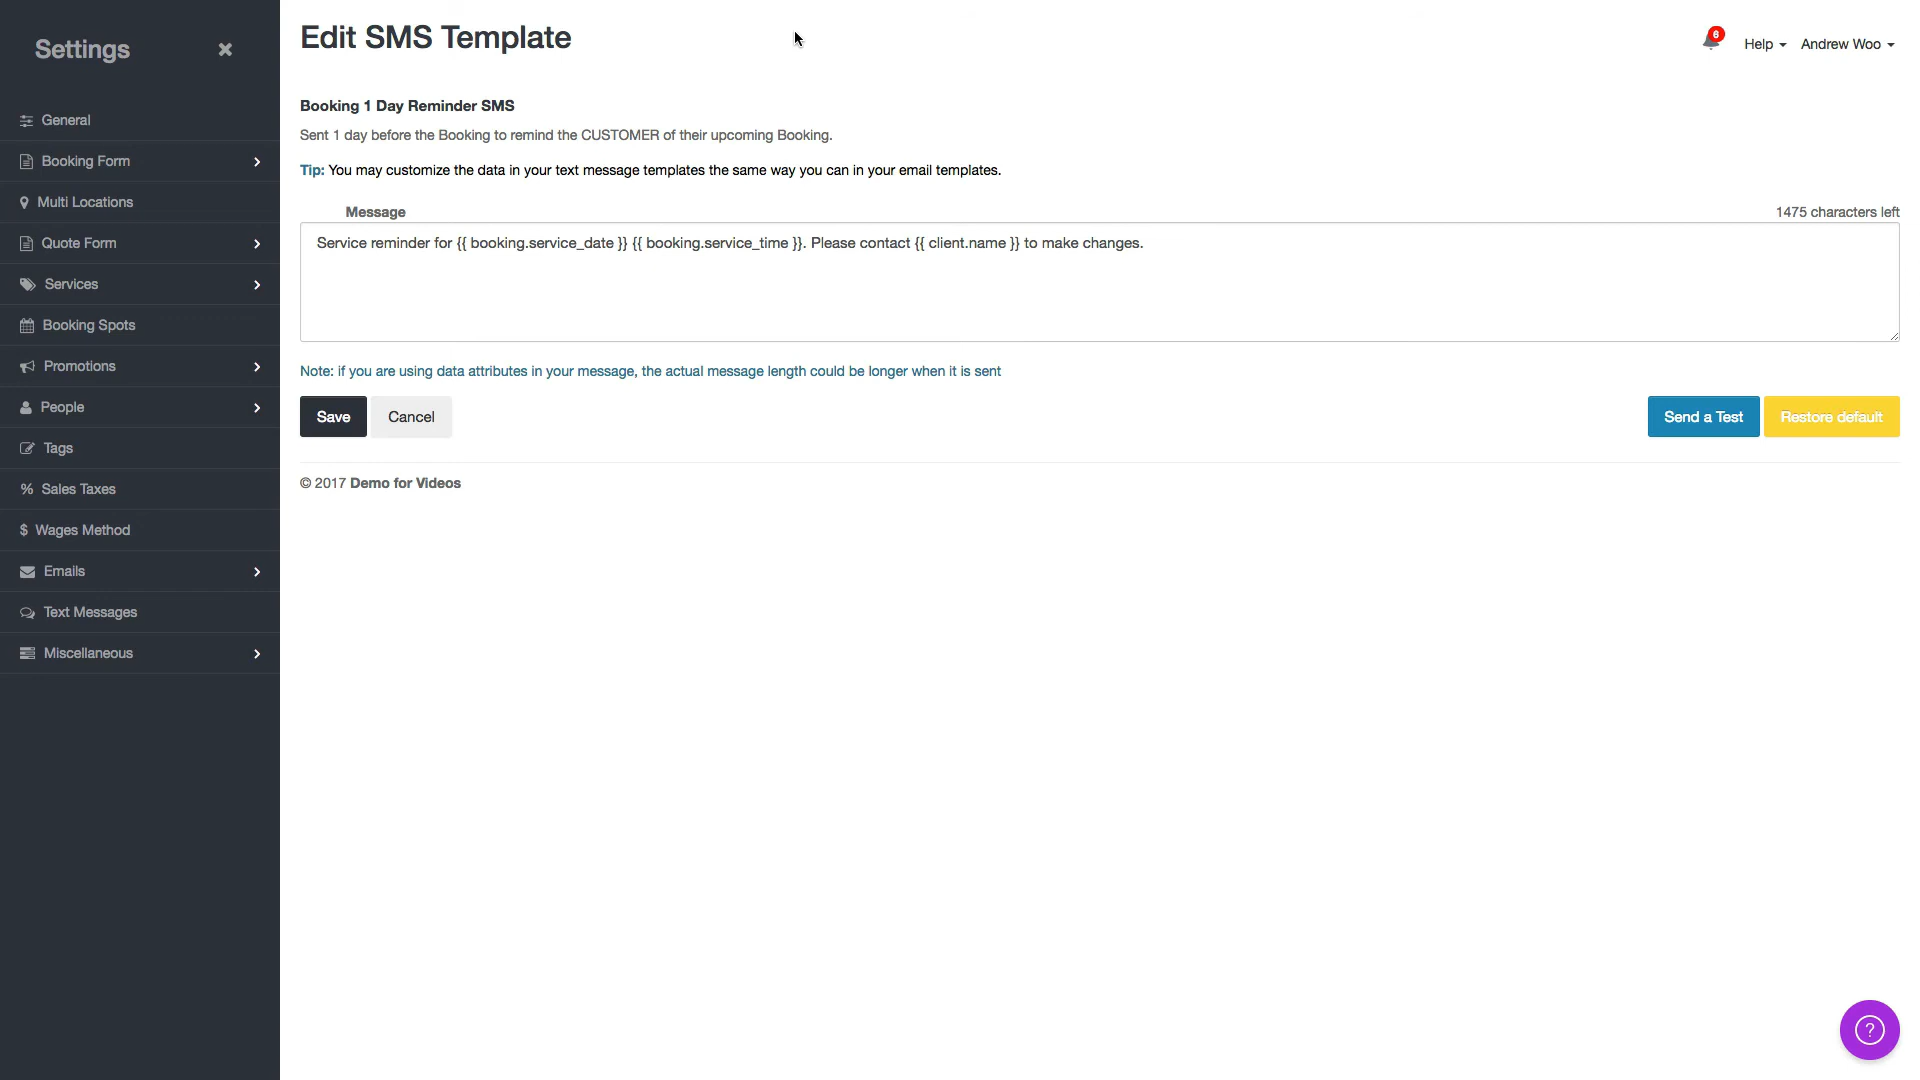 Settings
General
Booking Form
Multi Locations
Quote Form
Services
Booking Spots
Promotions
People
Tags
% Sales Taxes
$ Wages Method
Emails
Text Messages
Miscellaneous
Edit SMS Template
6
Help
Andrew Woo
Booking 1 Day Reminder SMS
Sent 1 day before the Booking to remind the CUSTOMER of their upcoming Booking.
Tip: You may customize the data in your text message templates the same way you can in your email templates.
Message
1475 characters left
Service reminder for {{ booking.service_date }} {{ booking.service_time }}. Please contact {{ client.name }} to make changes.
Note: if you are using data attributes in your message, the actual message length could be longer when it is sent
Save
Cancel
Send a Test
Restore default
© 2017 Demo for Videos
?